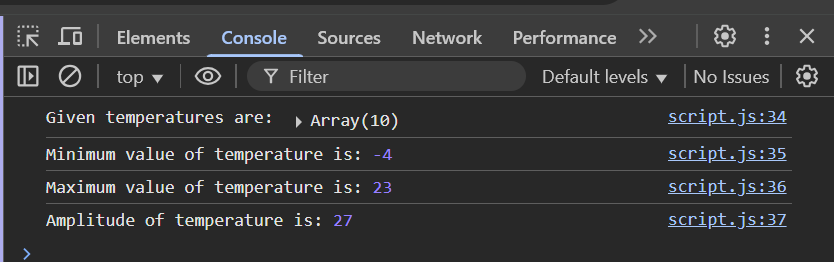 Elements Console Sources Network Performance
top Filter Default levels No Issues
Given temperatures are: Array(10) script.js:34
Minimum value of temperature is: -4 script.js:35
Maximum value of temperature is: 23 script.js:36
Amplitude of temperature is: 27 script.js:37